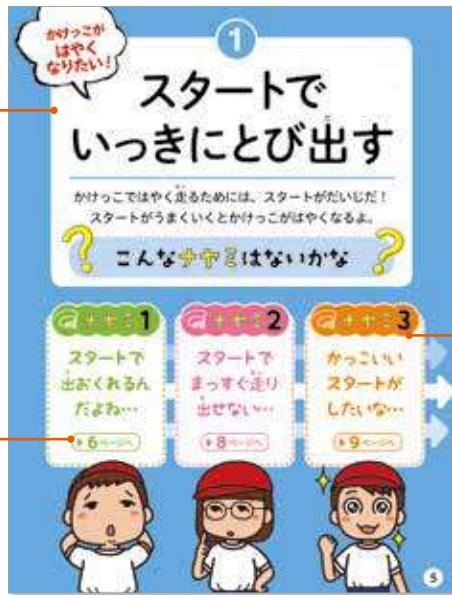 かけっこが
はやく
なりたい!
1
スタートで
いっきにとび出す
かけっこではやく走るためには、スタートがだいじだ!
スタートがうまくいくとかけっこがはやくなるよ。
? こんなナヤミはないかな ?
ナヤミ1
スタートで
出おくれるん
だよね…
6ページへ
ナヤミ2
スタートで
まっすぐ走り
出せない…
8ページへ
ナヤミ3
かっこいい
スタートが
したいな…
9ページへ
5